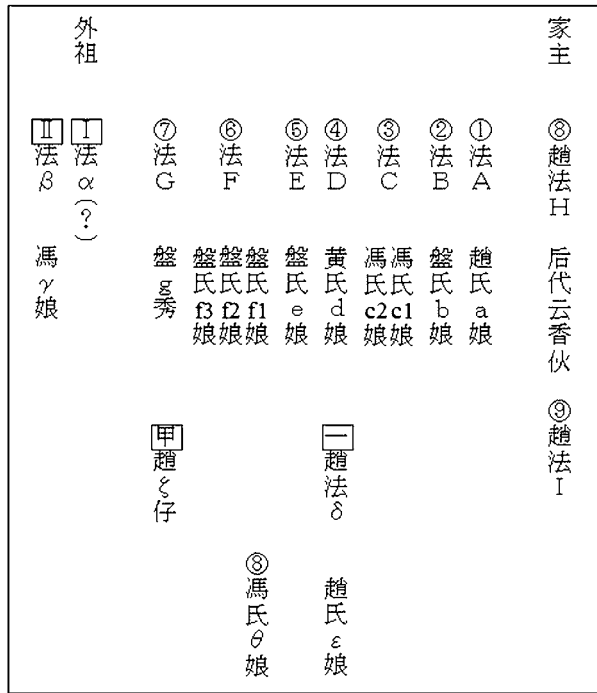 家主 ⑧趙法H 后代云香伙 ⑨趙法I
①法A 趙氏a娘
②法B 盤氏b娘
③法C 馮氏c1娘
馮氏c2娘
④法D 黄氏d娘 一趙法δ 趙氏ε娘
⑤法E 盤氏e娘
⑥法F 盤氏f1娘 ⑧馮氏θ娘
盤氏f2娘
盤氏f3娘
⑦法G 盤g秀 甲趙ζ仔
外祖 Ⅰ法α(?)
Ⅱ法β 馮γ娘